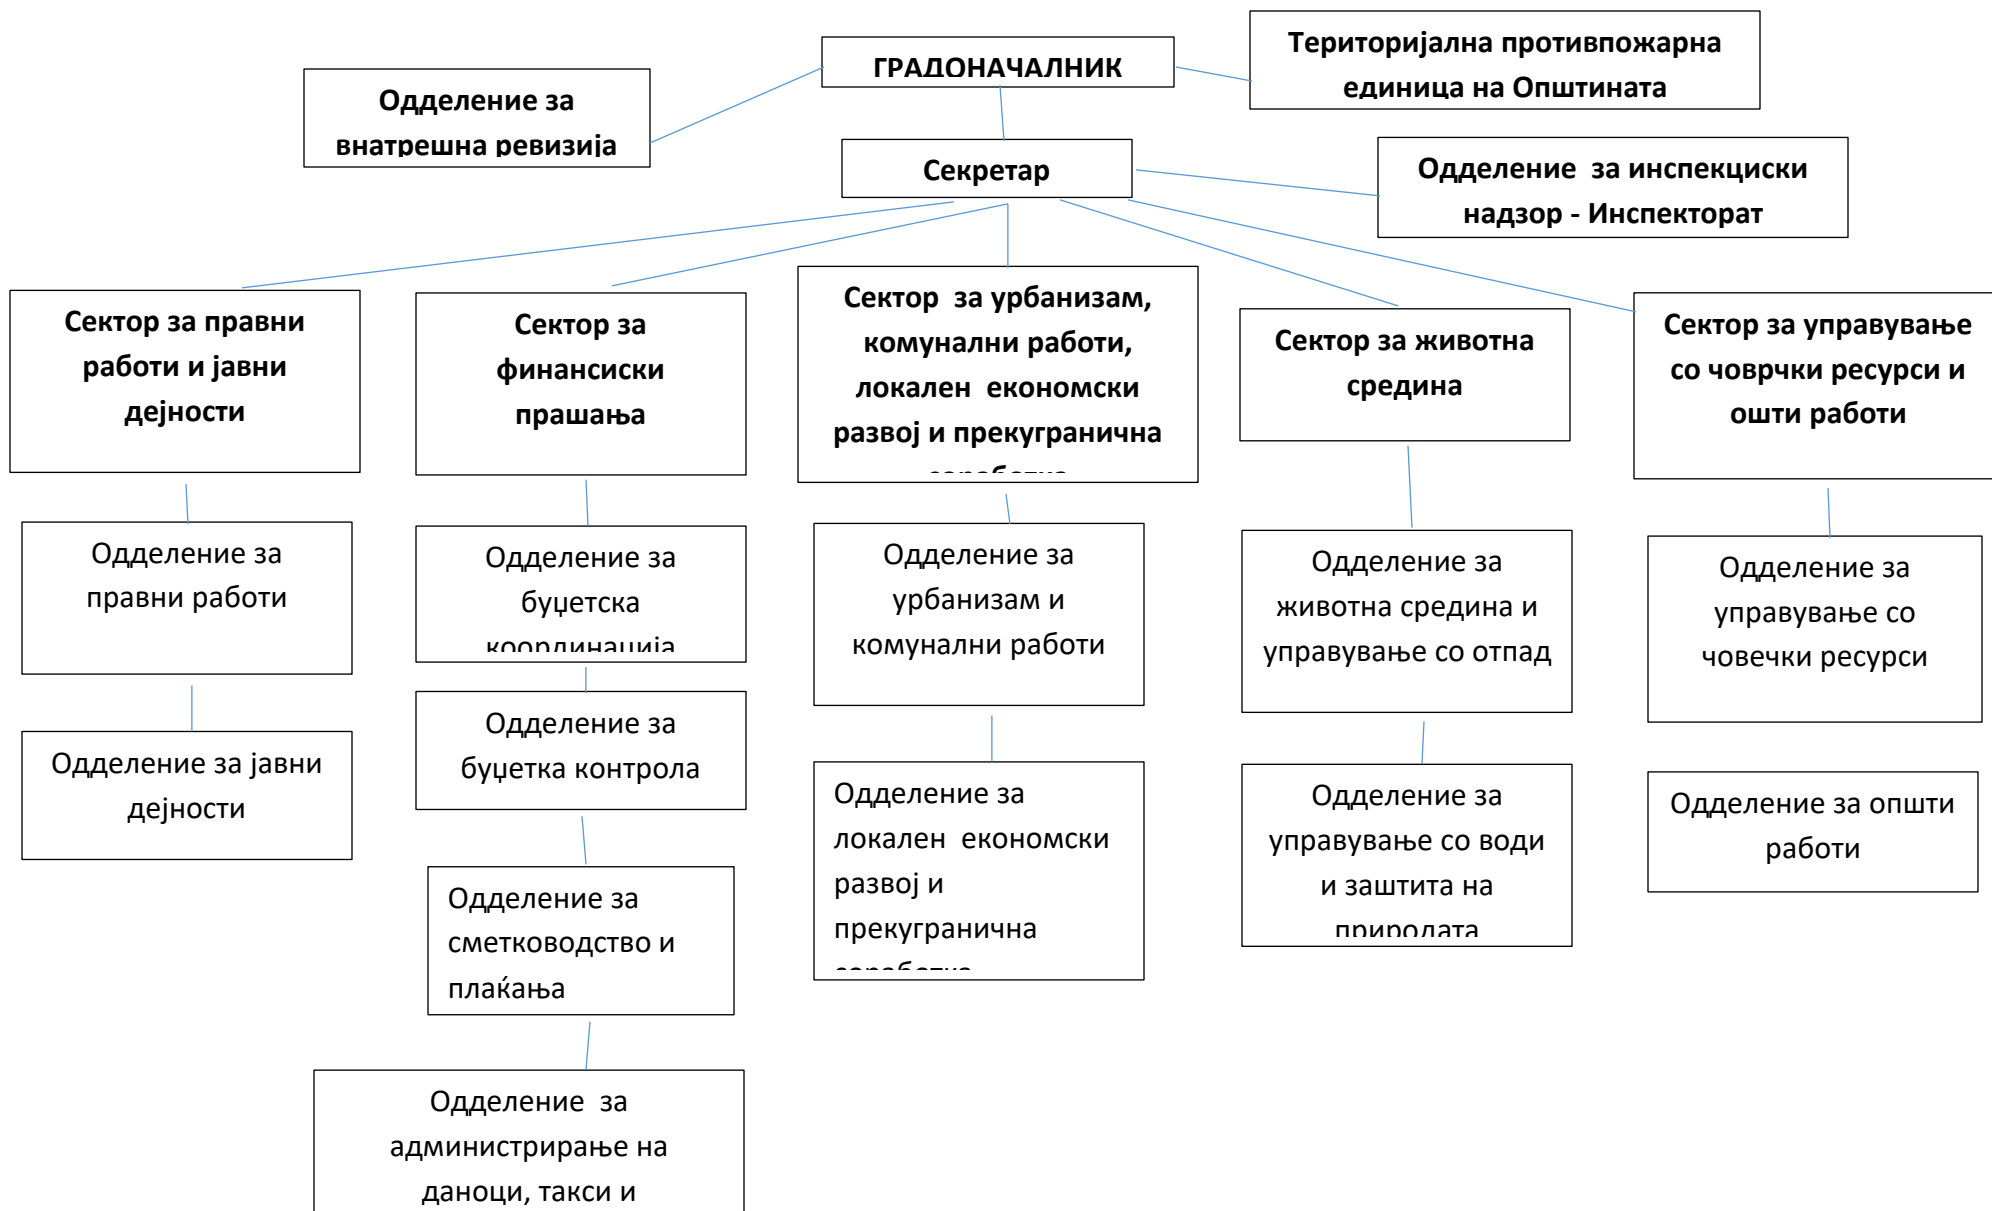 ГРАДОНАЧАЛНИК
Територијална противпожарна
единица на Општината
Одделение за
внатрешна ревизија
Секретар
Одделение за инспекциски
надзор - Инспекторат
Сектор за правни
работи и јавни
дејности
Сектор за
финансиски
прашања
Сектор за урбанизам,
комунални работи,
локален економски
развој и прекугранична
соработка
Сектор за животна
средина
Сектор за управување
со човрчки ресурси и
ошти работи
Одделение за
правни работи
Одделение за
буџетска
координација
Одделение за
урбанизам и
комунални работи
Одделение за
животна средина и
управување со отпад
Одделение за
управување со
човечки ресурси
Одделение за јавни
дејности
Одделение за
буџетка контрола
Одделение за
локален економски
развој и
прекугранична
соработка
Одделение за
управување со води
и заштита на
природата
Одделение за општи
работи
Одделение за
сметководство и
плаќања
Одделение за
администрирање на
даноци, такси и